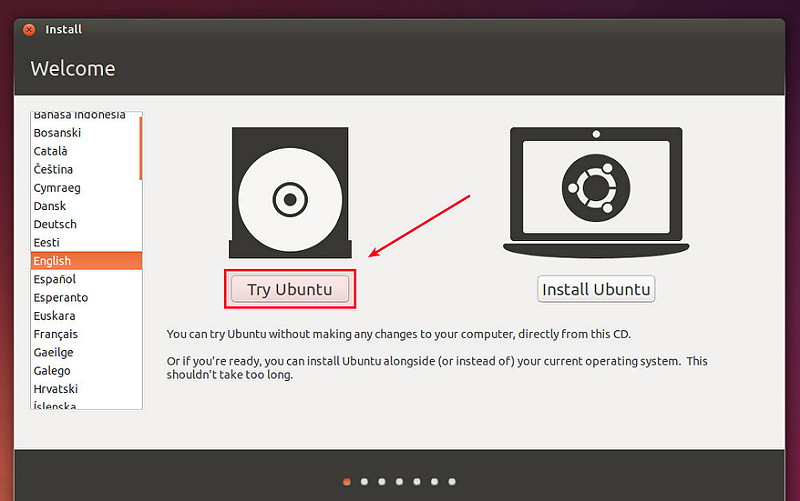 Install
Welcome
Bahasa Indonesia
Bosanski
Català
Čeština
Cymraeg
Dansk
Deutsch
Eesti
English
Español
Esperanto
Euskara
Français
Gaeilge
Galego
Hrvatski
Íslenska
Try Ubuntu
Install Ubuntu
You can try Ubuntu without making any changes to your computer, directly from this CD.
Or if you're ready, you can install Ubuntu alongside (or instead of) your current operating system. This
shouldn't take too long.